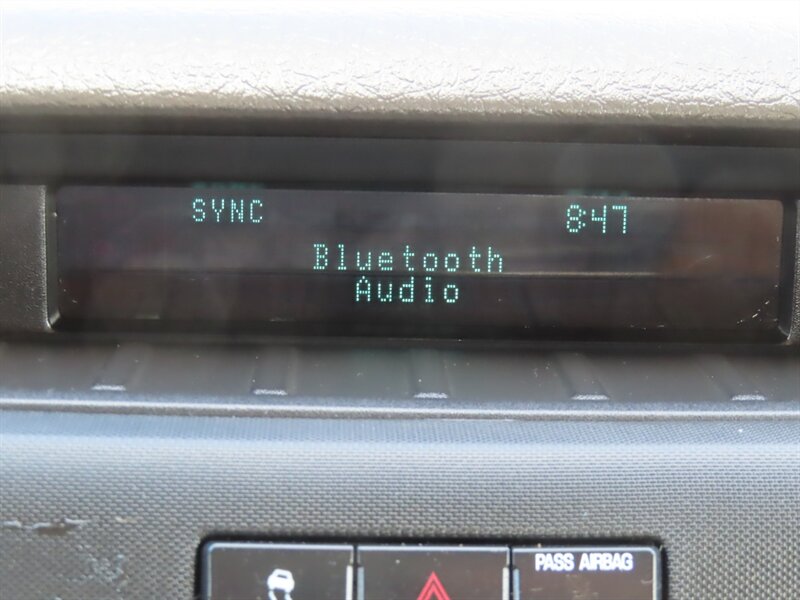 SYNC 8:47
Bluetooth
Audio
PASS AIRBAG